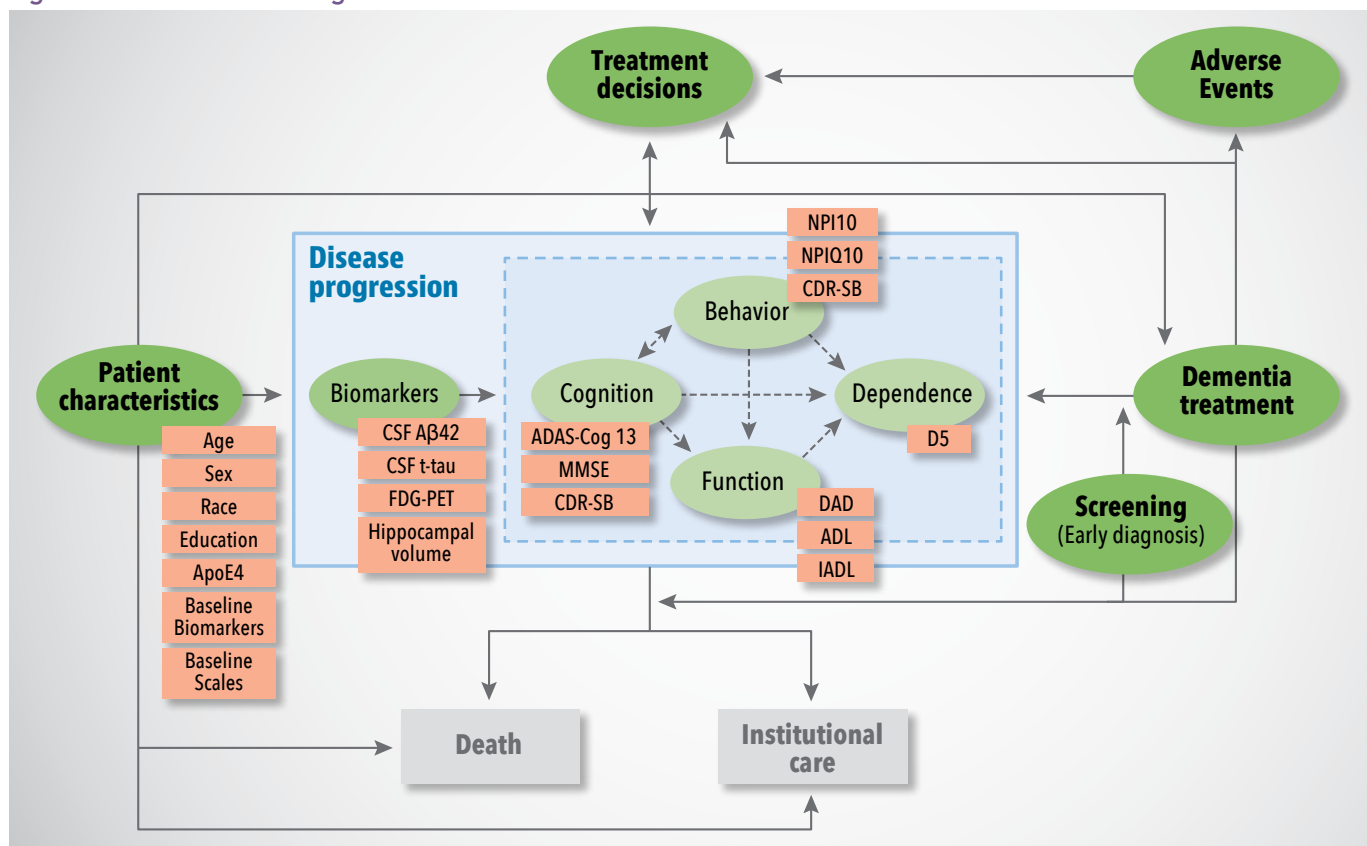 Treatment
decisions
Adverse
Events
NPI10
NPIQ10
CDR-SB
Disease
progression
Behavior
Patient
characteristics
Biomarkers
Cognition
Dependence
Dementia
treatment
Age
Sex
Race
Education
ApoE4
Baseline
Biomarkers
Baseline
Scales
CSF Aβ42
CSF t-tau
FDG-PET
Hippocampal
volume
ADAS-Cog 13
MMSE
CDR-SB
D5
Function
DAD
ADL
IADL
Screening
(Early diagnosis)
Death
Institutional
care